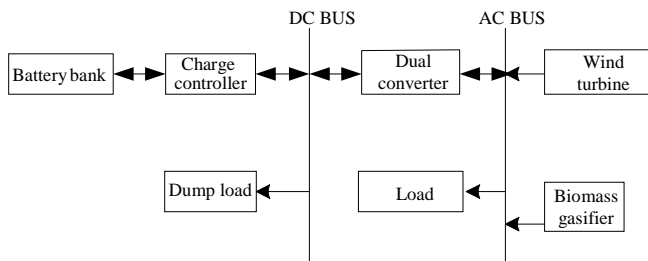 DC BUS
AC BUS
Battery bank
Charge
controller
Dual
converter
Wind
turbine
Dump load
Load
Biomass
gasifier